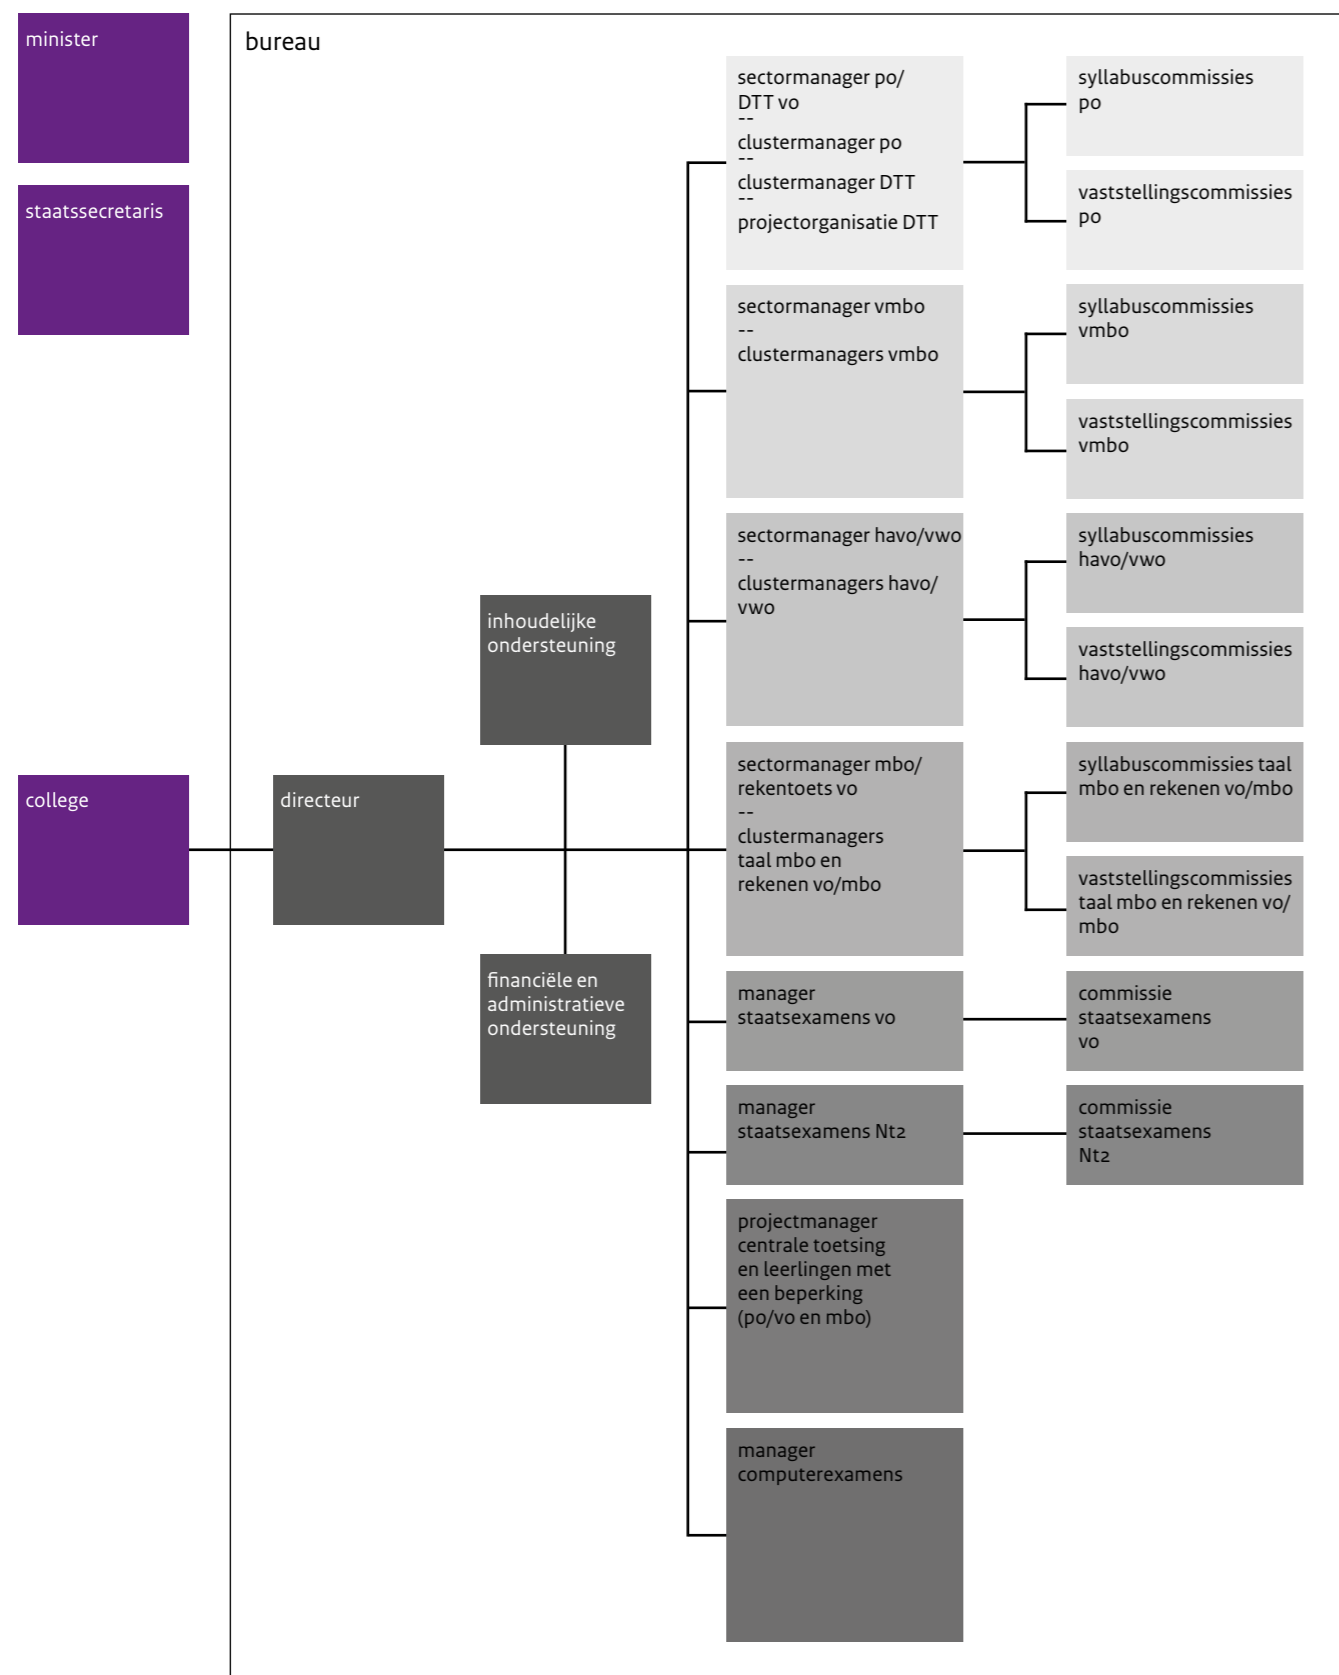 minister
staatssecretaris
college
bureau
directeur
inhoudelijke
ondersteuning
financiële en
administratieve
ondersteuning
sectormanager po/
DTT vo
--
clustermanager po
--
clustermanager DTT
--
projectorganisatie DTT
syllabuscommissies
po
vaststellingscommissies
po
sectormanager vmbo
--
clustermanagers vmbo
syllabuscommissies
vmbo
vaststellingscommissies
vmbo
sectormanager havo/vwo
--
clustermanagers havo/
vwo
syllabuscommissies
havo/vwo
vaststellingscommissies
havo/vwo
sectormanager mbo/
rekentoets vo
--
clustermanagers
taal mbo en
rekenen vo/mbo
syllabuscommissies taal
mbo en rekenen vo/mbo
vaststellingscommissies
taal mbo en rekenen vo/
mbo
manager
staatsexamens vo
commissie
staatsexamens
vo
manager
staatsexamens Nt2
commissie
staatsexamens
Nt2
projectmanager
centrale toetsing
en leerlingen met
een beperking
(po/vo en mbo)
manager
computerexamens